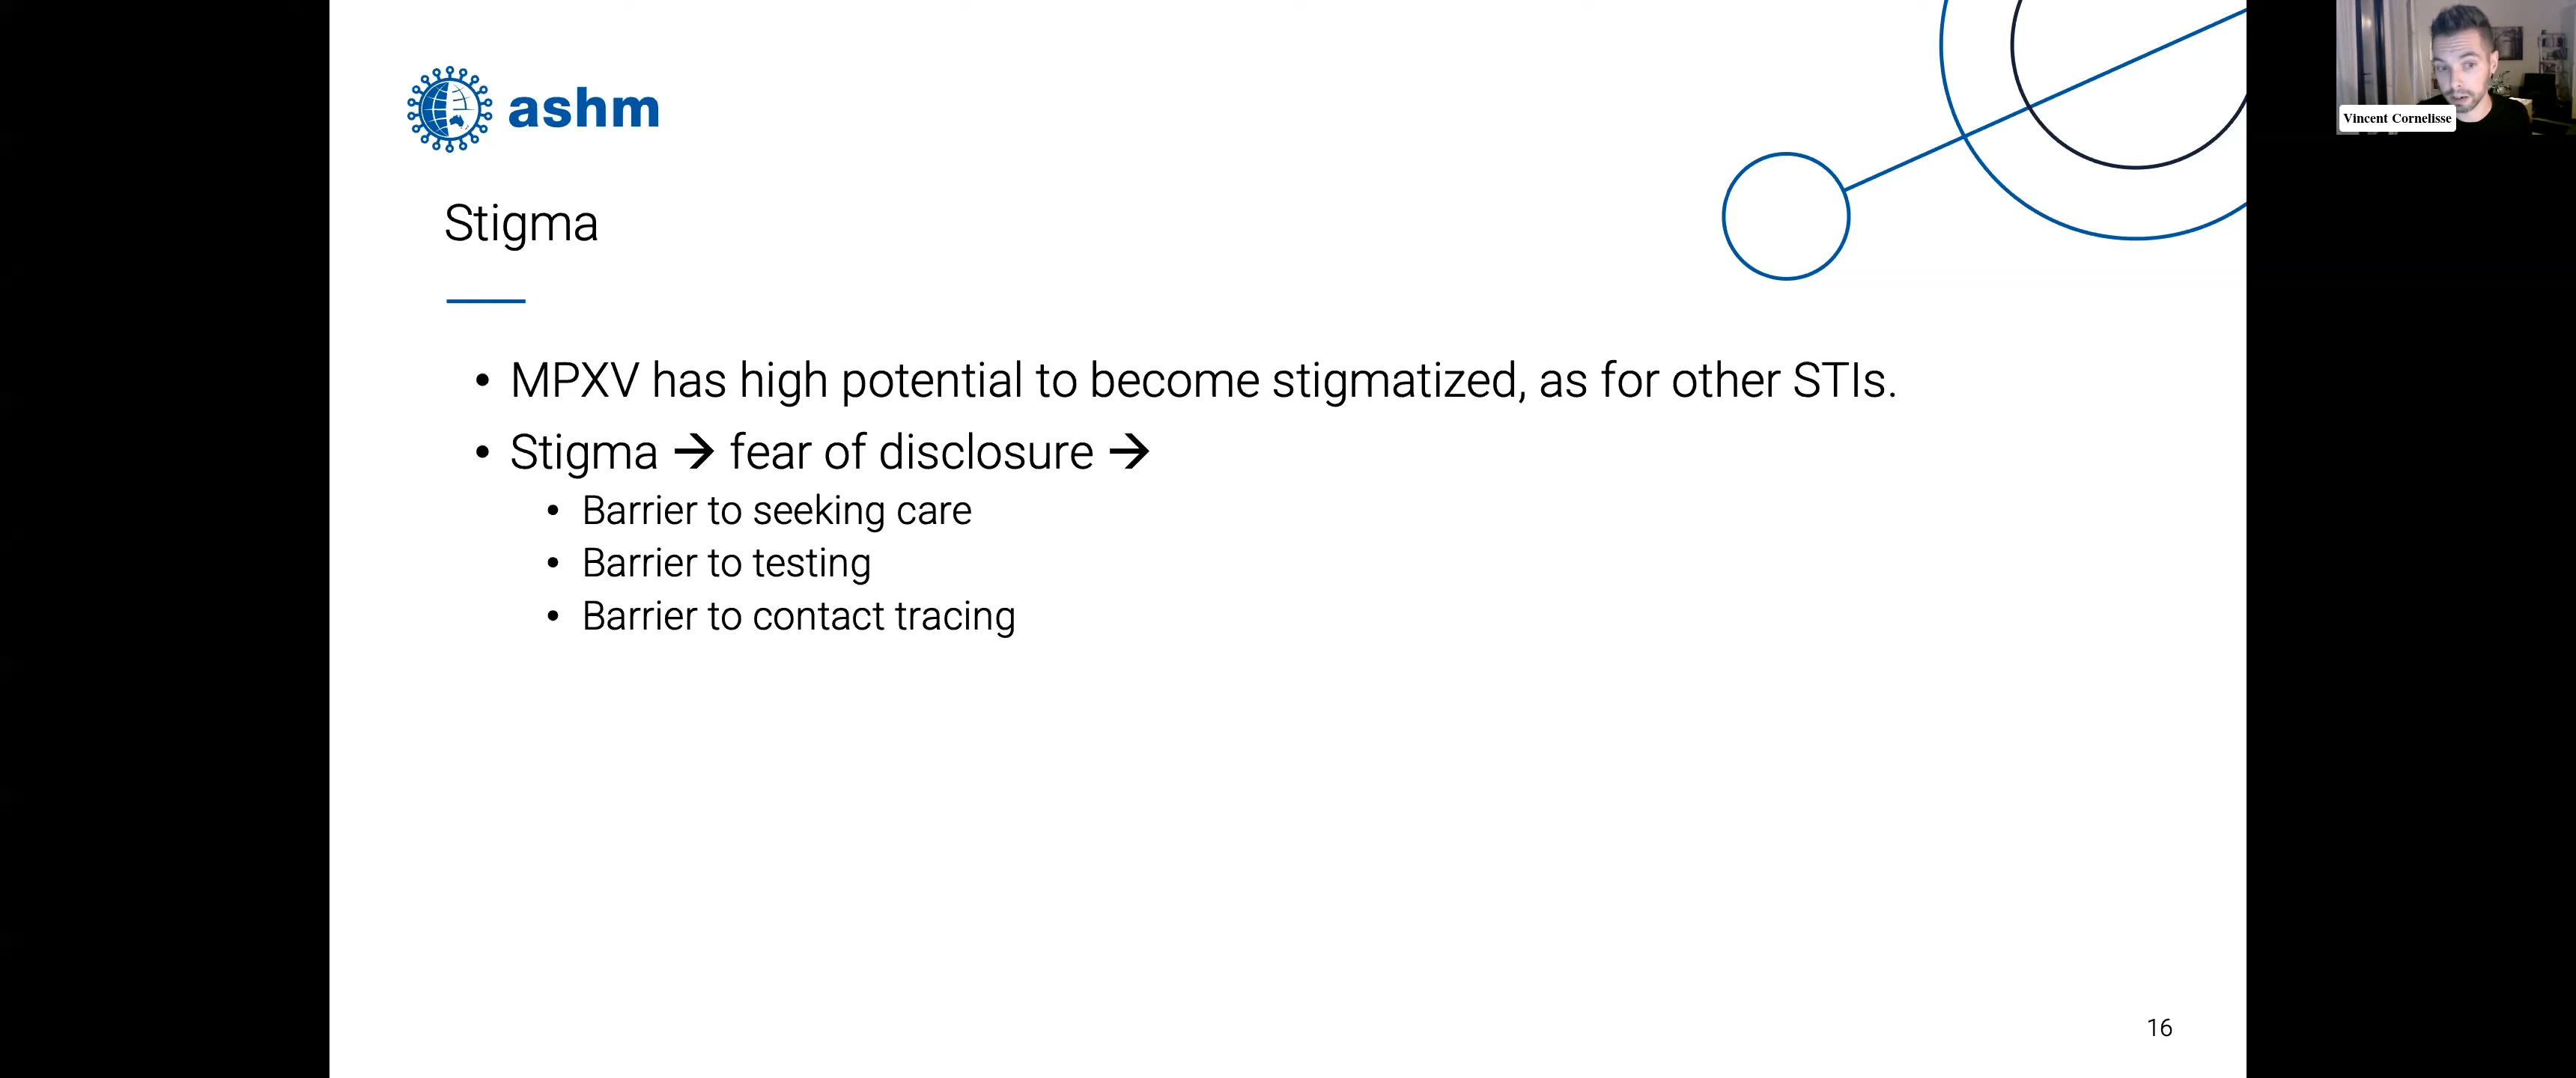 ashm
Vincent Cornelisse
Stigma
• MPXV has high potential to become stigmatized, as for other STIs.
• Stigma → fear of disclosure →
• Barrier to seeking care
• Barrier to testing
• Barrier to contact tracing
16